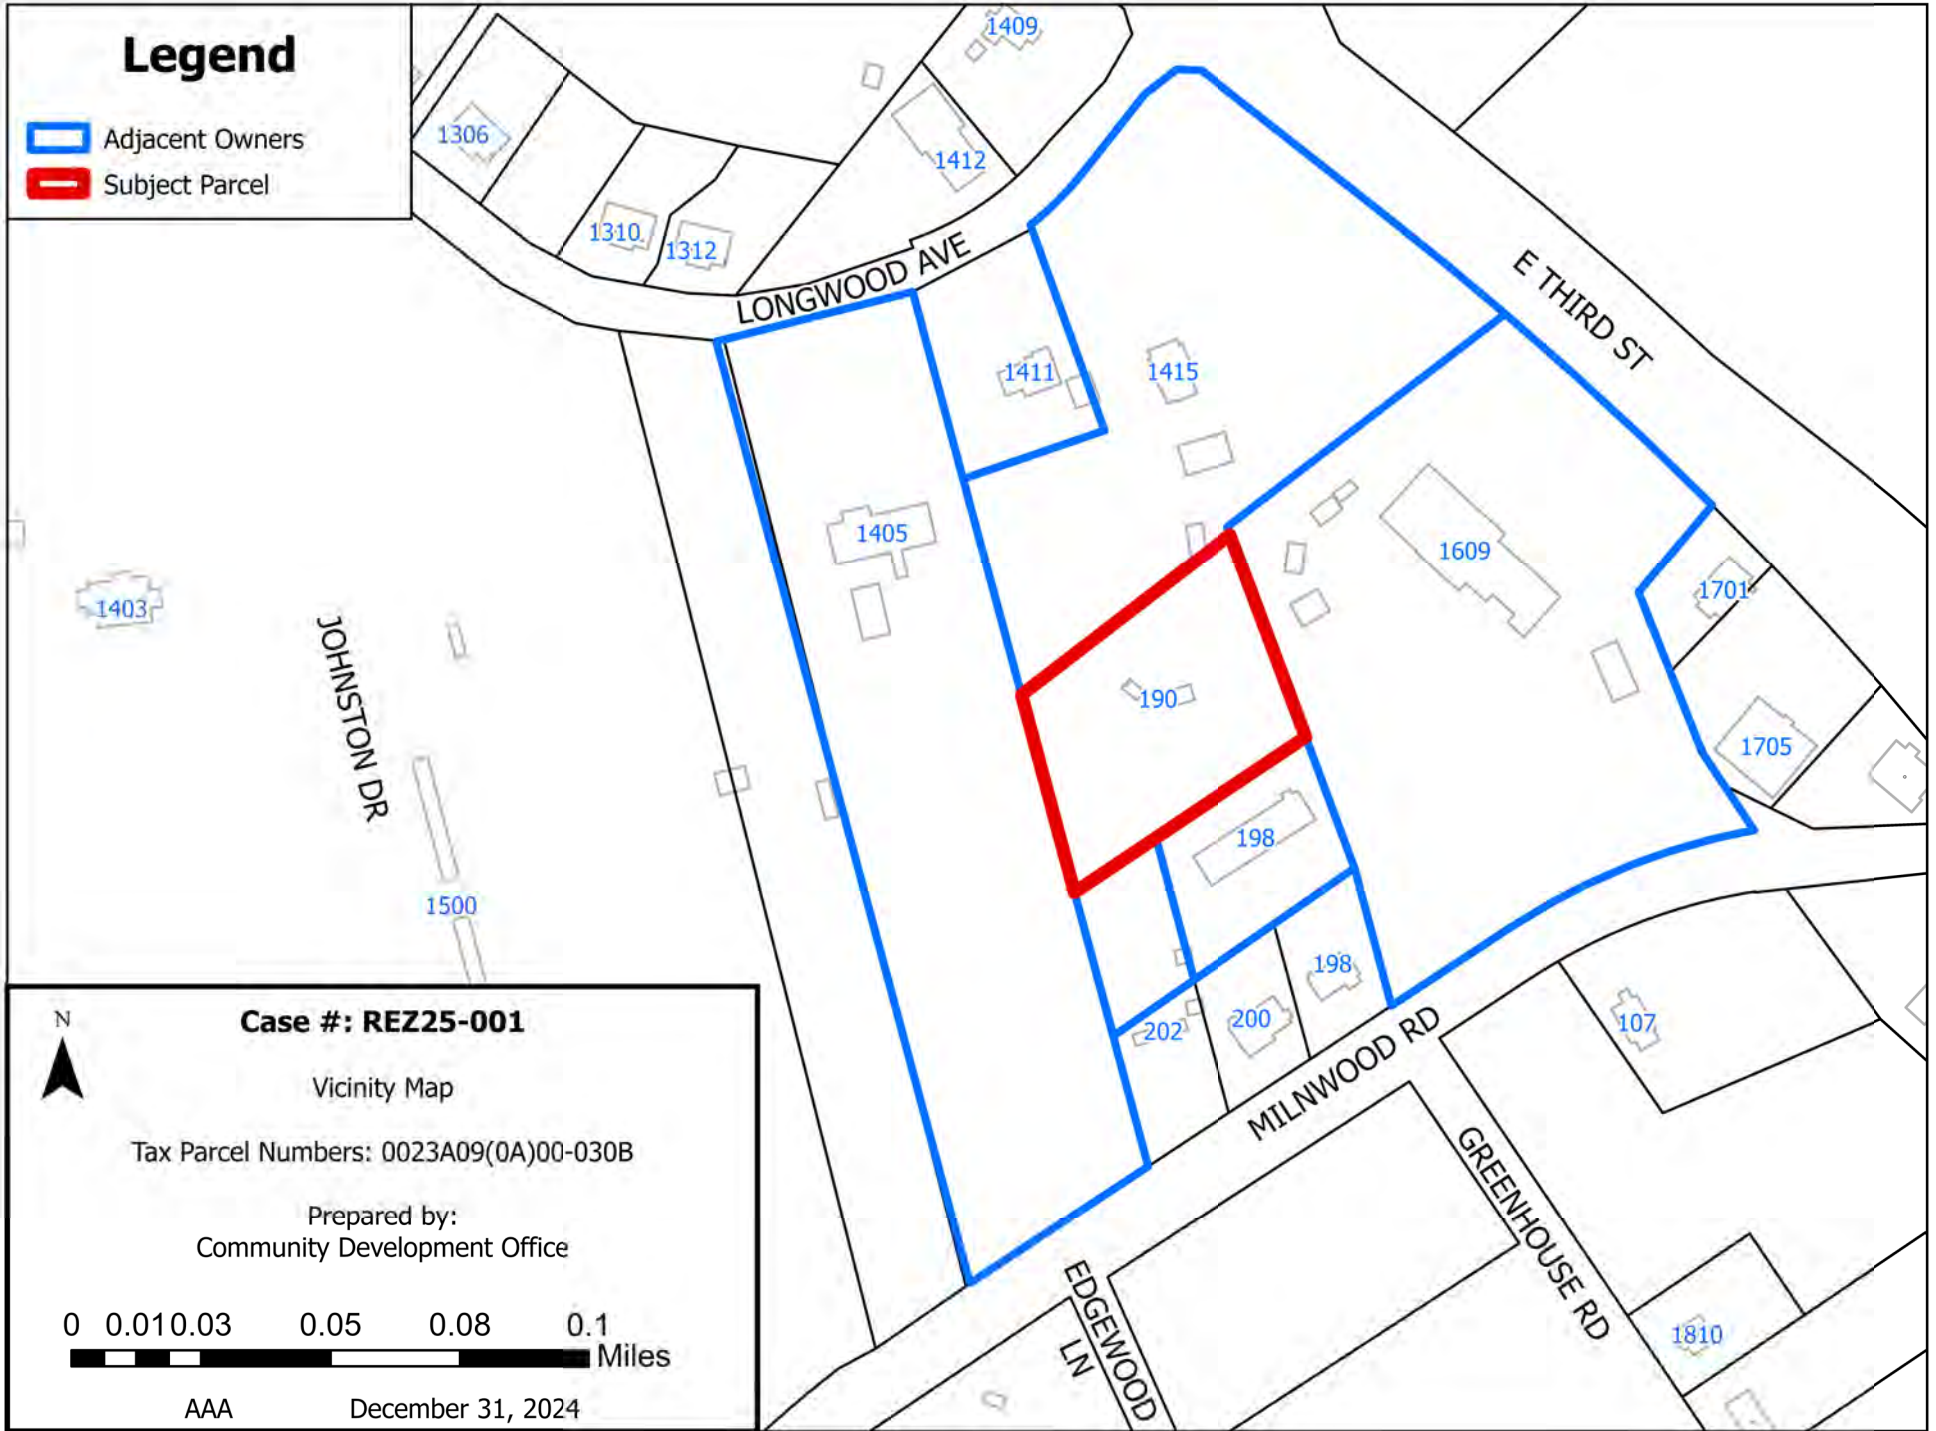 Legend
Adjacent Owners
Subject Parcel
1409
1306
1412
1310
1312
LONGWOOD AVE
E THIRD ST
1411
1415
1405
1609
1701
1403
JOHNSTON DR
190
1705
198
1500
198
202
200
107
MILNWOOD RD
GREENHOUSE RD
EDGEWOOD
LN
1810
N
Case #: REZ25-001
Vicinity Map
Tax Parcel Numbers: 0023A09(0A)00-030B
Prepared by:
Community Development Office
0 0.01 0.03 0.05 0.08 0.1
Miles
AAA December 31, 2024